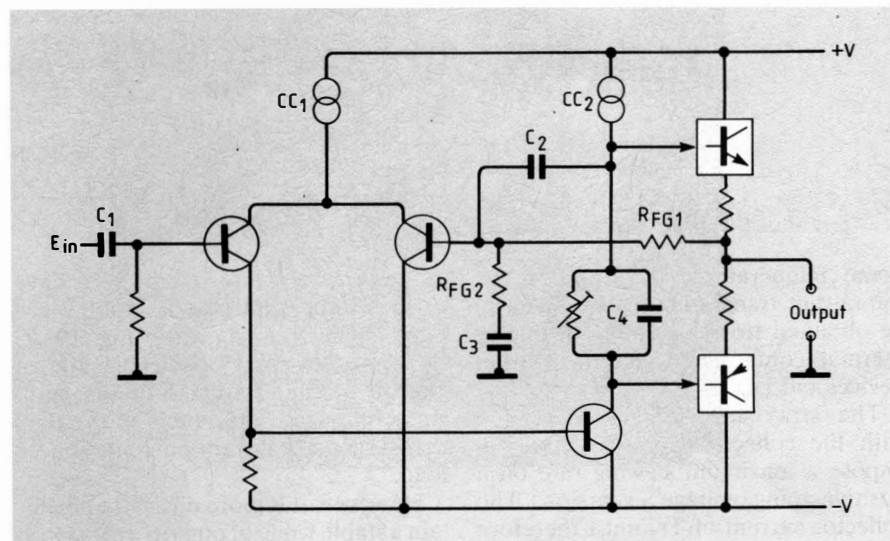 +V
CC1
CC2
C2
C1
Ein
RFG1
RFG2
C4
Output
C3
−V